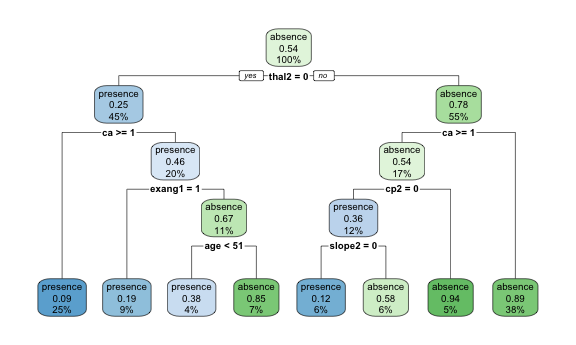 absence
0.54
100%
yes thal2 = 0 no
presence
0.25
45%
absence
0.78
55%
ca >= 1
ca >= 1
presence
0.46
20%
absence
0.54
17%
exang1 = 1
cp2 = 0
absence
0.67
11%
presence
0.36
12%
age < 51
slope2 = 0
presence
0.09
25%
presence
0.19
9%
presence
0.38
4%
absence
0.85
7%
presence
0.12
6%
absence
0.58
6%
absence
0.94
5%
absence
0.89
38%